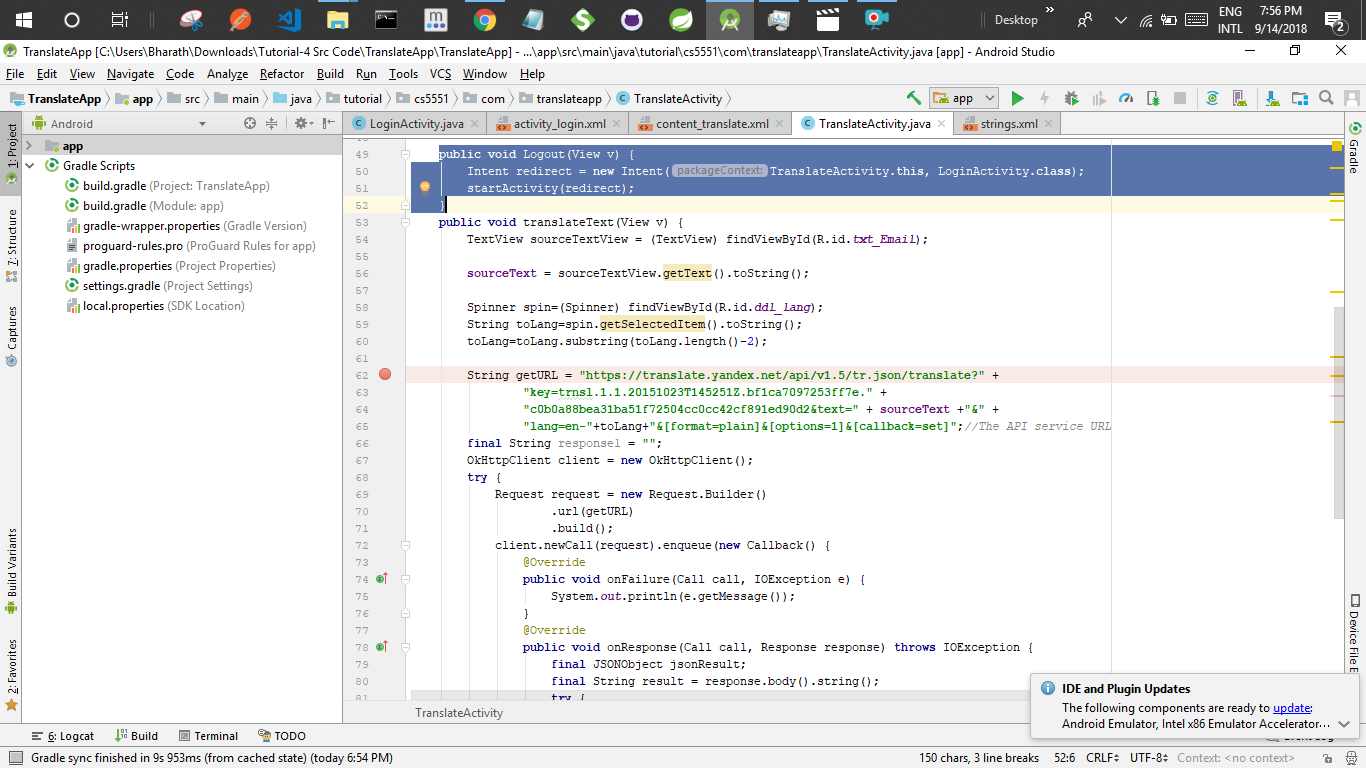 Desktop
ENG
INTL
7:56 PM
9/14/2018
2
TranslateApp [C:\Users\Bharath\Downloads\Tutorial-4 Src Code\TranslateApp\TranslateApp] - ...\app\src\main\java\tutorial\cs5551\com\translateapp\TranslateActivity.java [app] - Android Studio
File Edit View Navigate Code Analyze Refactor Build Run Tools VCS Window Help
TranslateApp app src main java tutorial cs5551 com translateapp TranslateActivity app
Android
LoginActivity.java activity_login.xml content_translate.xml TranslateActivity.java strings.xml
1: Project
7: Structure
Captures
Build Variants
2: Favorites
app
Gradle Scripts
build.gradle (Project: TranslateApp)
build.gradle (Module: app)
gradle-wrapper.properties (Gradle Version)
proguard-rules.pro (ProGuard Rules for app)
gradle.properties (Project Properties)
settings.gradle (Project Settings)
local.properties (SDK Location)
49 public void Logout(View v) {
50 Intent redirect = new Intent( packageContext: TranslateActivity.this, LoginActivity.class);
51 startActivity(redirect);
52 }
53 public void translateText(View v) {
54 TextView sourceTextView = (TextView) findViewById(R.id.txt_Email);
55
56 sourceText = sourceTextView.getText().toString();
57
58 Spinner spin=(Spinner) findViewById(R.id.ddl_lang);
59 String toLang=spin.getSelectedItem().toString();
60 toLang=toLang.substring(toLang.length()-2);
61
62 String getURL = "https://translate.yandex.net/api/v1.5/tr.json/translate?" +
63 "key=trnsl.1.1.20151023T145251Z.bf1ca7097253ff7e." +
64 "c0b0a88bea31ba51f72504cc0cc42cf891ed90d2&text=" + sourceText +"&" +
65 "lang=en-"+toLang+"&[format=plain]&[options=1]&[callback=set]";//The API service URL
66 final String response1 = "";
67 OkHttpClient client = new OkHttpClient();
68 try {
69 Request request = new Request.Builder()
70 .url(getURL)
71 .build();
72 client.newCall(request).enqueue(new Callback() {
73 @Override
74 public void onFailure(Call call, IOException e) {
75 System.out.println(e.getMessage());
76 }
77 @Override
78 public void onResponse(Call call, Response response) throws IOException {
79 final JSONObject jsonResult;
80 final String result = response.body().string();
81 try {
Gradle
Device File E
TranslateActivity
IDE and Plugin Updates
The following components are ready to update:
Android Emulator, Intel x86 Emulator Accelerator...
6: Logcat Build Terminal TODO
Gradle sync finished in 9s 953ms (from cached state) (today 6:54 PM)
150 chars, 3 line breaks 52:6 CRLF UTF-8 Context: <no context>